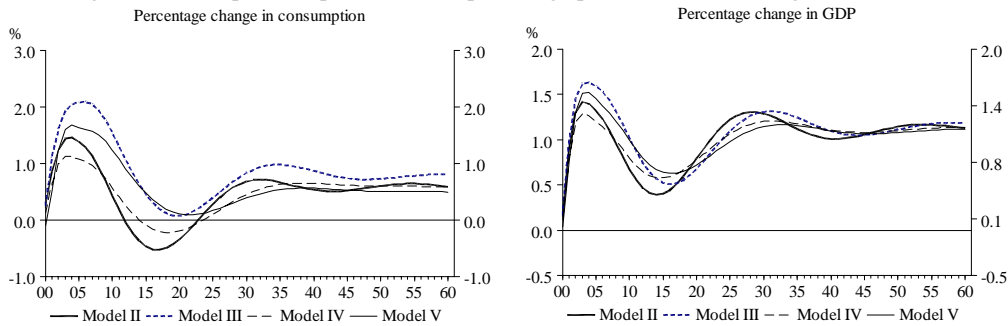 Percentage change in consumption
%
3.0 3.0
2.0 2.0
1.0 1.0
0.0 0.0
-1.0 -1.0
00 05 10 15 20 25 30 35 40 45 50 55 60
Model II Model III Model IV Model V
Percentage change in GDP
%
2.0 2.0
1.5 1.4
1.0 0.8
0.5
0.0 0.1
-0.5 -0.5
00 05 10 15 20 25 30 35 40 45 50 55 60
Model II Model III Model IV Model V